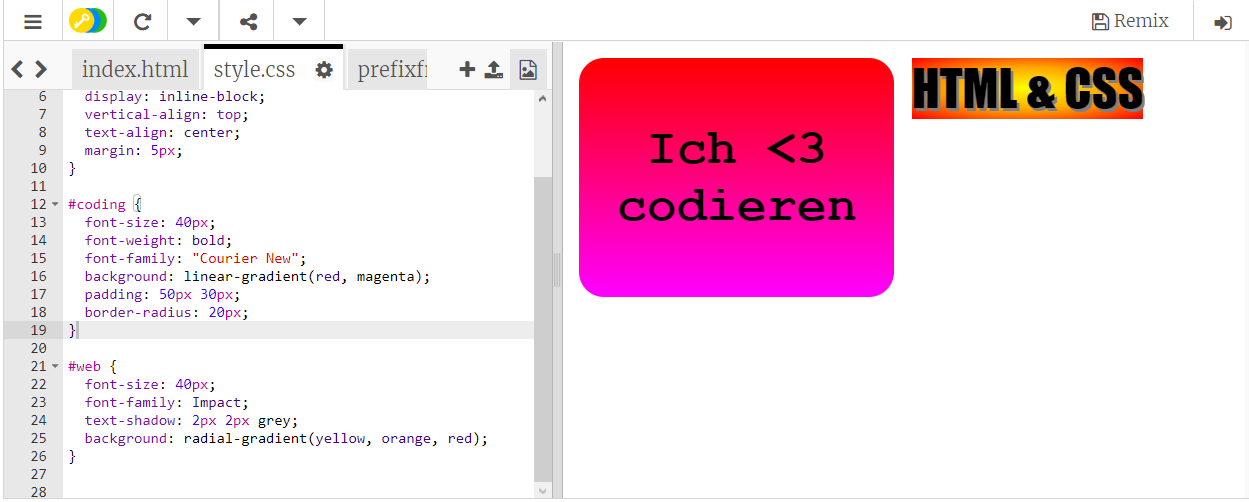 Remix
index.html
style.css
prefixf
6 display: inline-block;
7 vertical-align: top;
8 text-align: center;
9 margin: 5px;
10 }
11
12 #coding {
13 font-size: 40px;
14 font-weight: bold;
15 font-family: "Courier New";
16 background: linear-gradient(red, magenta);
17 padding: 50px 30px;
18 border-radius: 20px;
19 }
20
21 #web {
22 font-size: 40px;
23 font-family: Impact;
24 text-shadow: 2px 2px grey;
25 background: radial-gradient(yellow, orange, red);
26 }
27
28
Ich <3
codieren
HTML & CSS